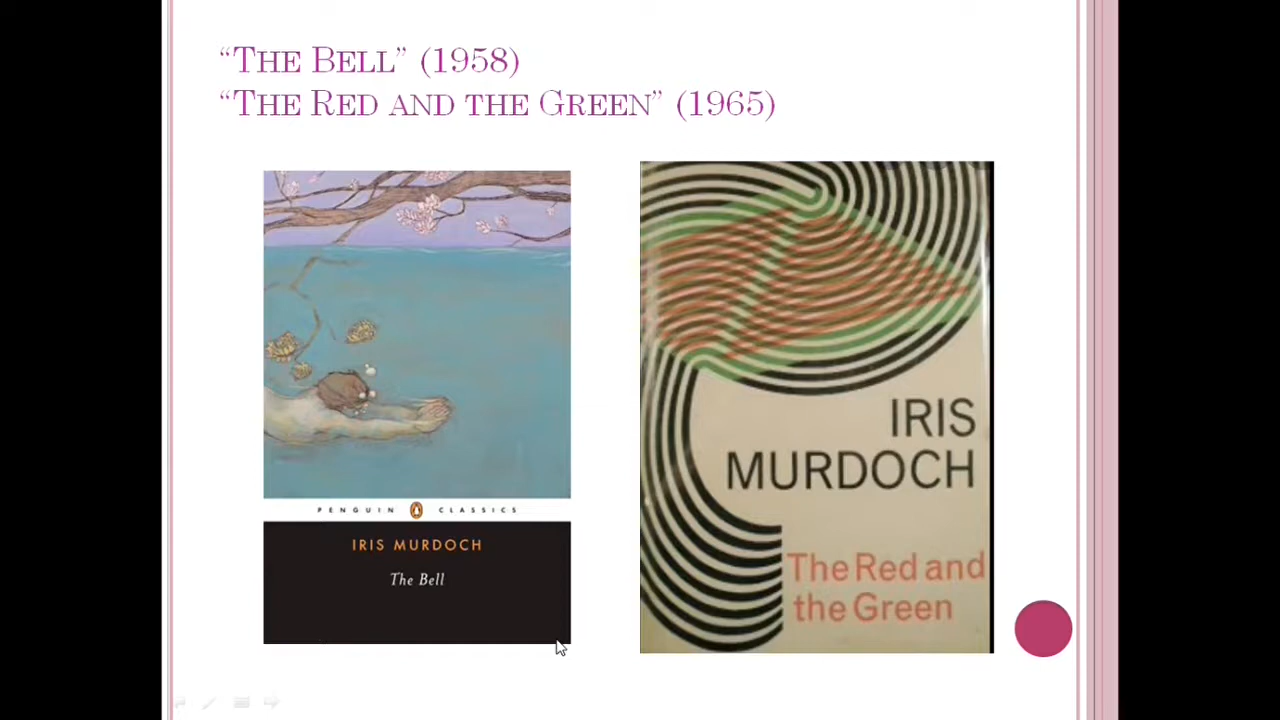 “THE BELL” (1958)
“THE RED AND THE GREEN” (1965)
PENGUIN CLASSICS
IRIS MURDOCH
The Bell
IRIS
MURDOCH
The Red and
the Green